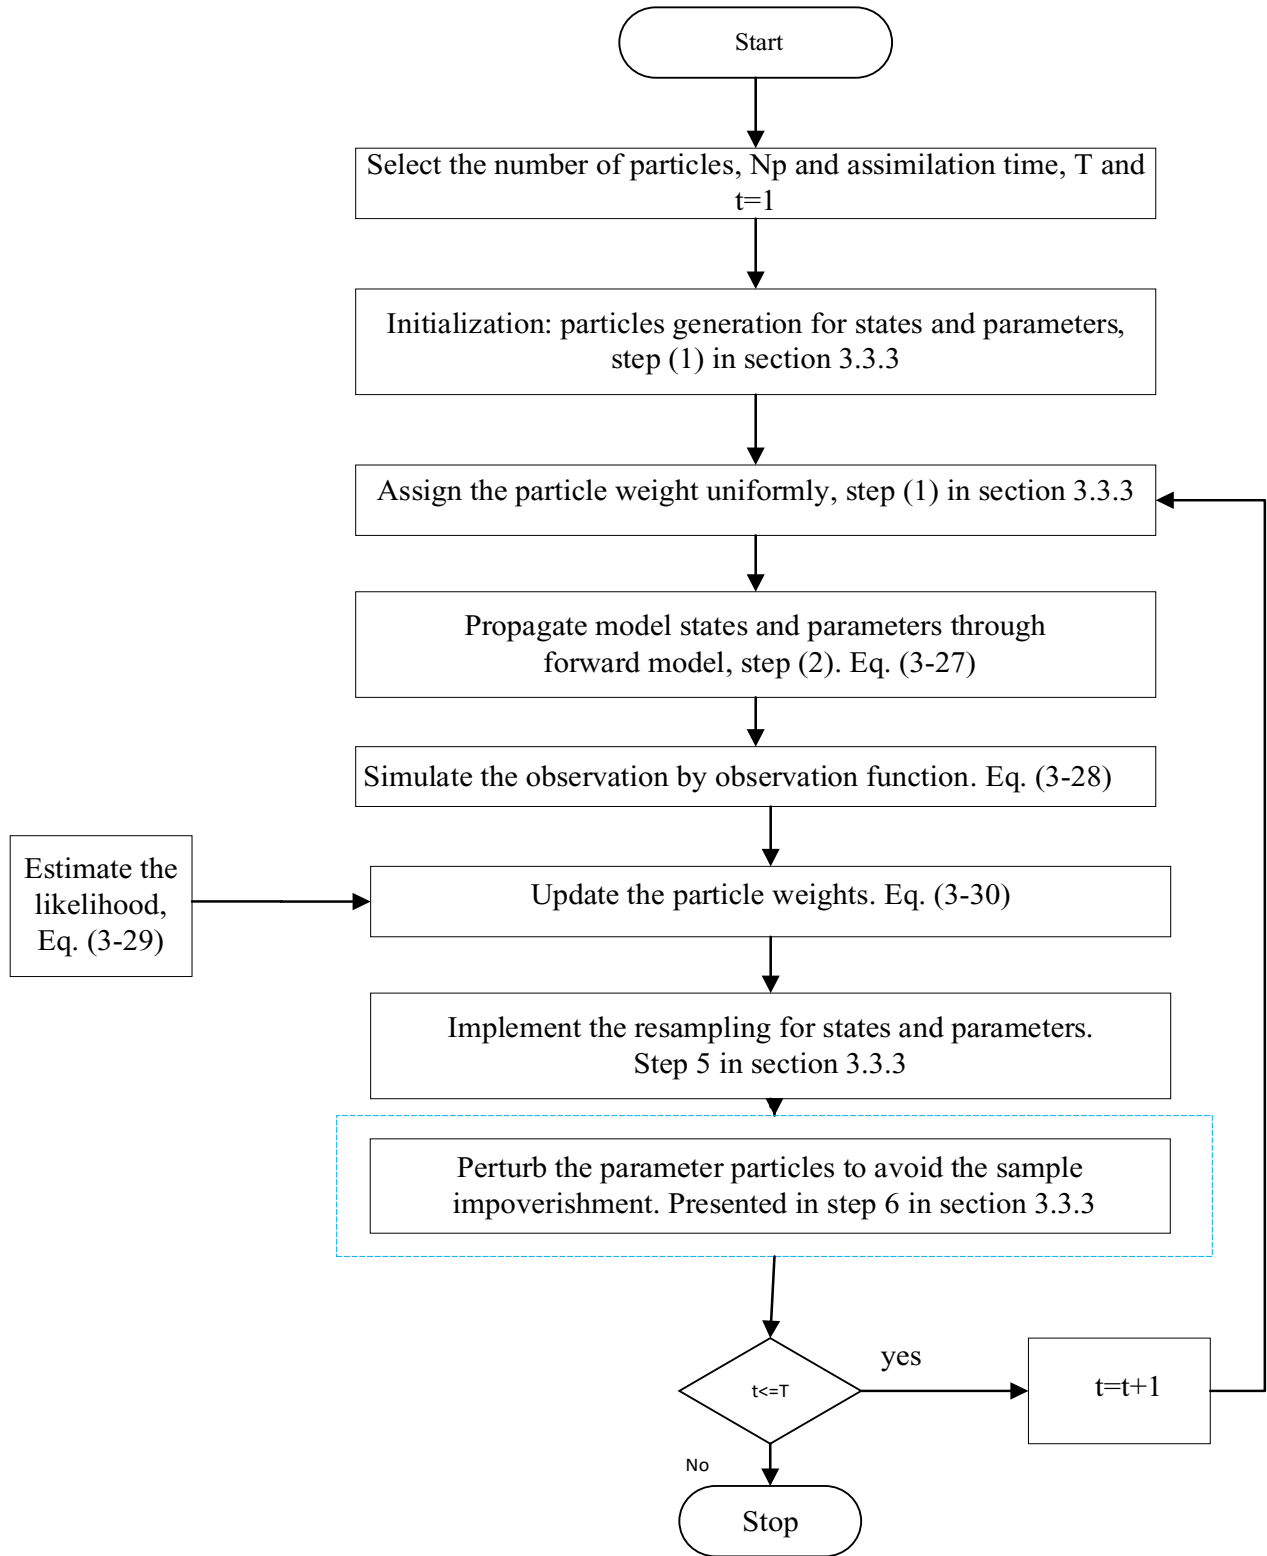 Start
Select the number of particles, Np and assimilation time, T and
t=1
Initialization: particles generation for states and parameters,
step (1) in section 3.3.3
Assign the particle weight uniformly, step (1) in section 3.3.3
Propagate model states and parameters through
forward model, step (2). Eq. (3-27)
Simulate the observation by observation function. Eq. (3-28)
Estimate the
likelihood,
Eq. (3-29)
Update the particle weights. Eq. (3-30)
Implement the resampling for states and parameters.
Step 5 in section 3.3.3
Perturb the parameter particles to avoid the sample
impoverishment. Presented in step 6 in section 3.3.3
t<=T
yes
t=t+1
No
Stop